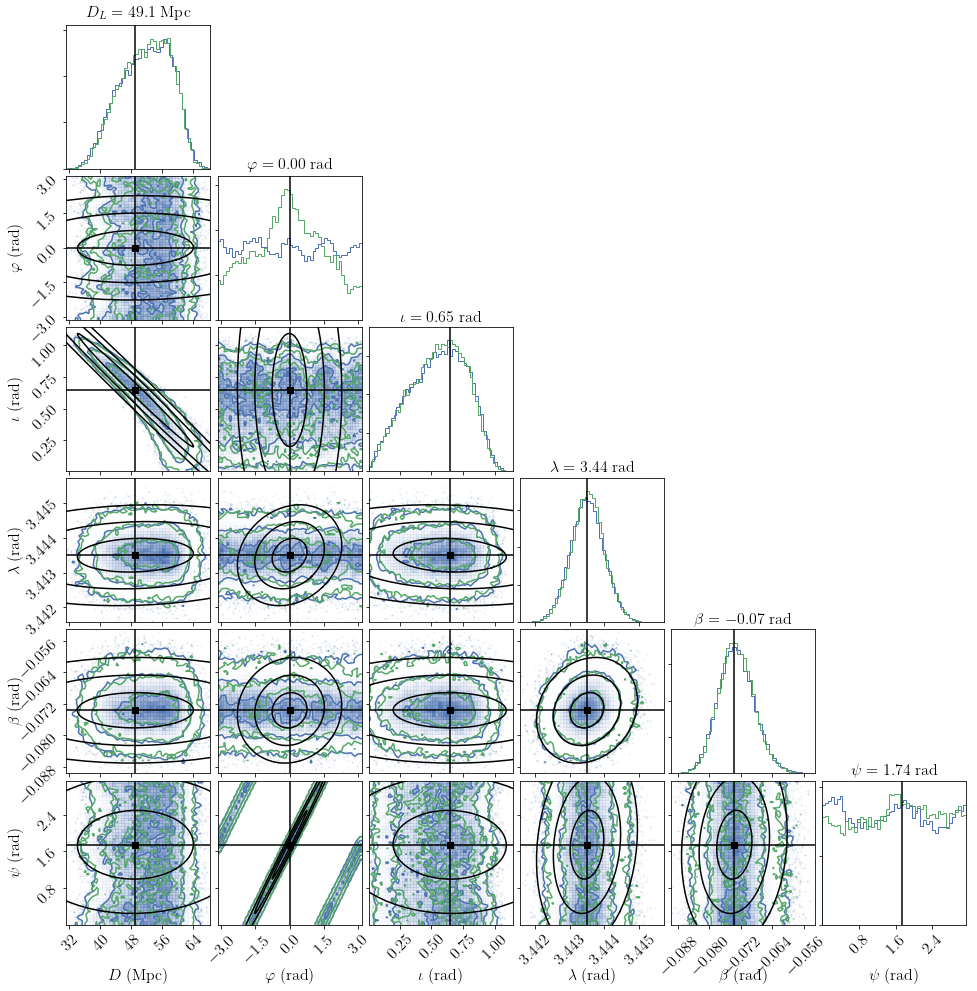 D_L = 49.1 Mpc
φ = 0.00 rad
3.0
1.5
0.0
−1.5
−3.0
φ (rad)
ι = 0.65 rad
1.00
0.75
0.50
0.25
ι (rad)
λ = 3.44 rad
3.445
3.444
3.443
3.442
λ (rad)
β = −0.07 rad
−0.056
−0.064
−0.072
−0.080
−0.088
β (rad)
ψ = 1.74 rad
2.4
1.6
0.8
ψ (rad)
32 40 48 56 64 −3.0 −1.5 0.0 1.5 3.0 0.25 0.50 0.75 1.00 3.442 3.443 3.444 3.445 −0.088 −0.080 −0.072 −0.064 −0.056 0.8 1.6 2.4
D (Mpc) φ (rad) ι (rad) λ (rad) β (rad) ψ (rad)